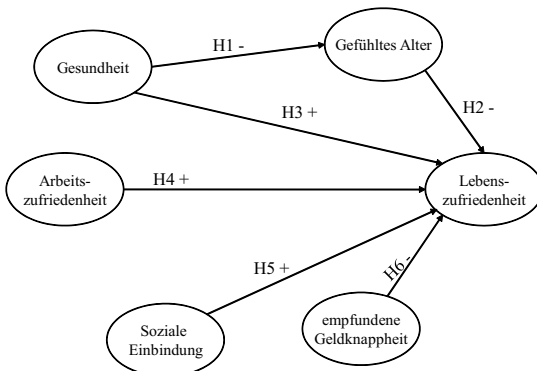 H1 -
Gefühltes Alter
Gesundheit
H2 -
H3 +
H4 +
Arbeits-
zufriedenheit
Lebens-
zufriedenheit
H5 +
H6 -
Soziale
Einbindung
empfundene
Geldknappheit